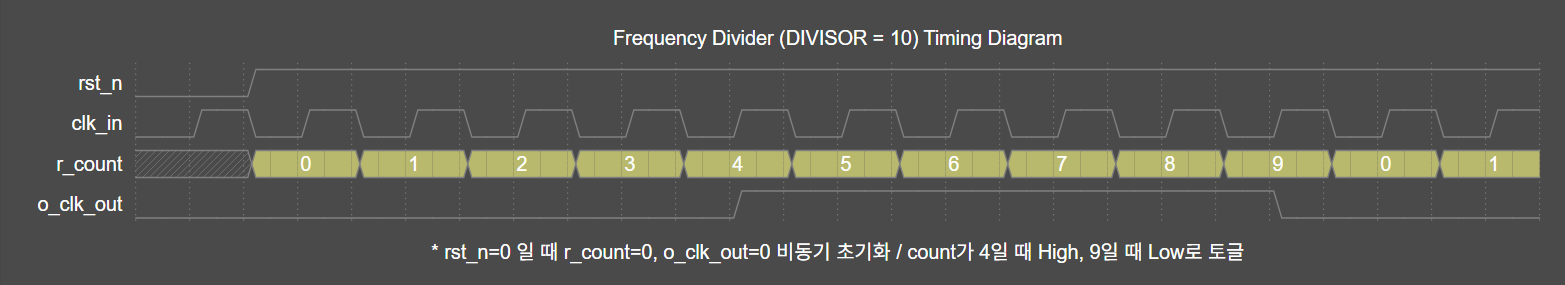 Frequency Divider (DIVISOR = 10) Timing Diagram
rst_n
clk_in
r_count 0 1 2 3 4 5 6 7 8 9 0 1
o_clk_out
* rst_n=0 일 때 r_count=0, o_clk_out=0 비동기 초기화 / count가 4일 때 High, 9일 때 Low로 토글